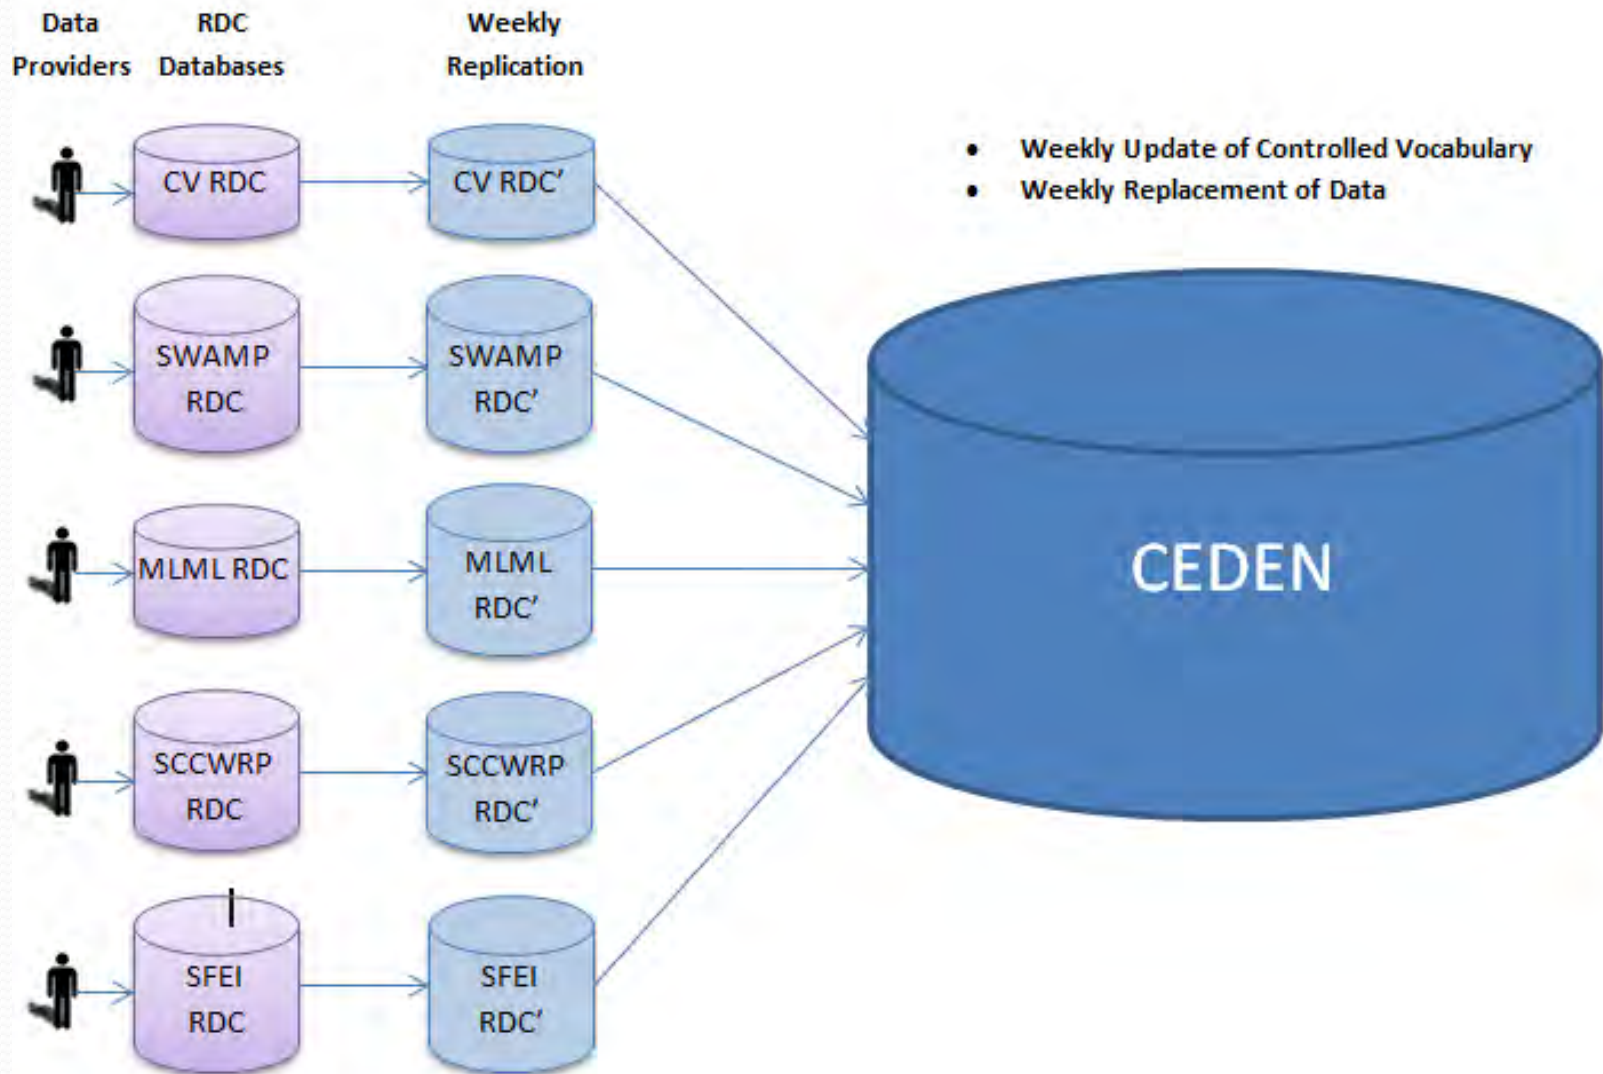 Data Providers
RDC Databases
Weekly Replication
• Weekly Update of Controlled Vocabulary
• Weekly Replacement of Data
CV RDC
CV RDC’
SWAMP
RDC
SWAMP
RDC’
MLML RDC
MLML
RDC’
CEDEN
SCCWRP
RDC
SCCWRP
RDC’
SFEI
RDC
SFEI
RDC’